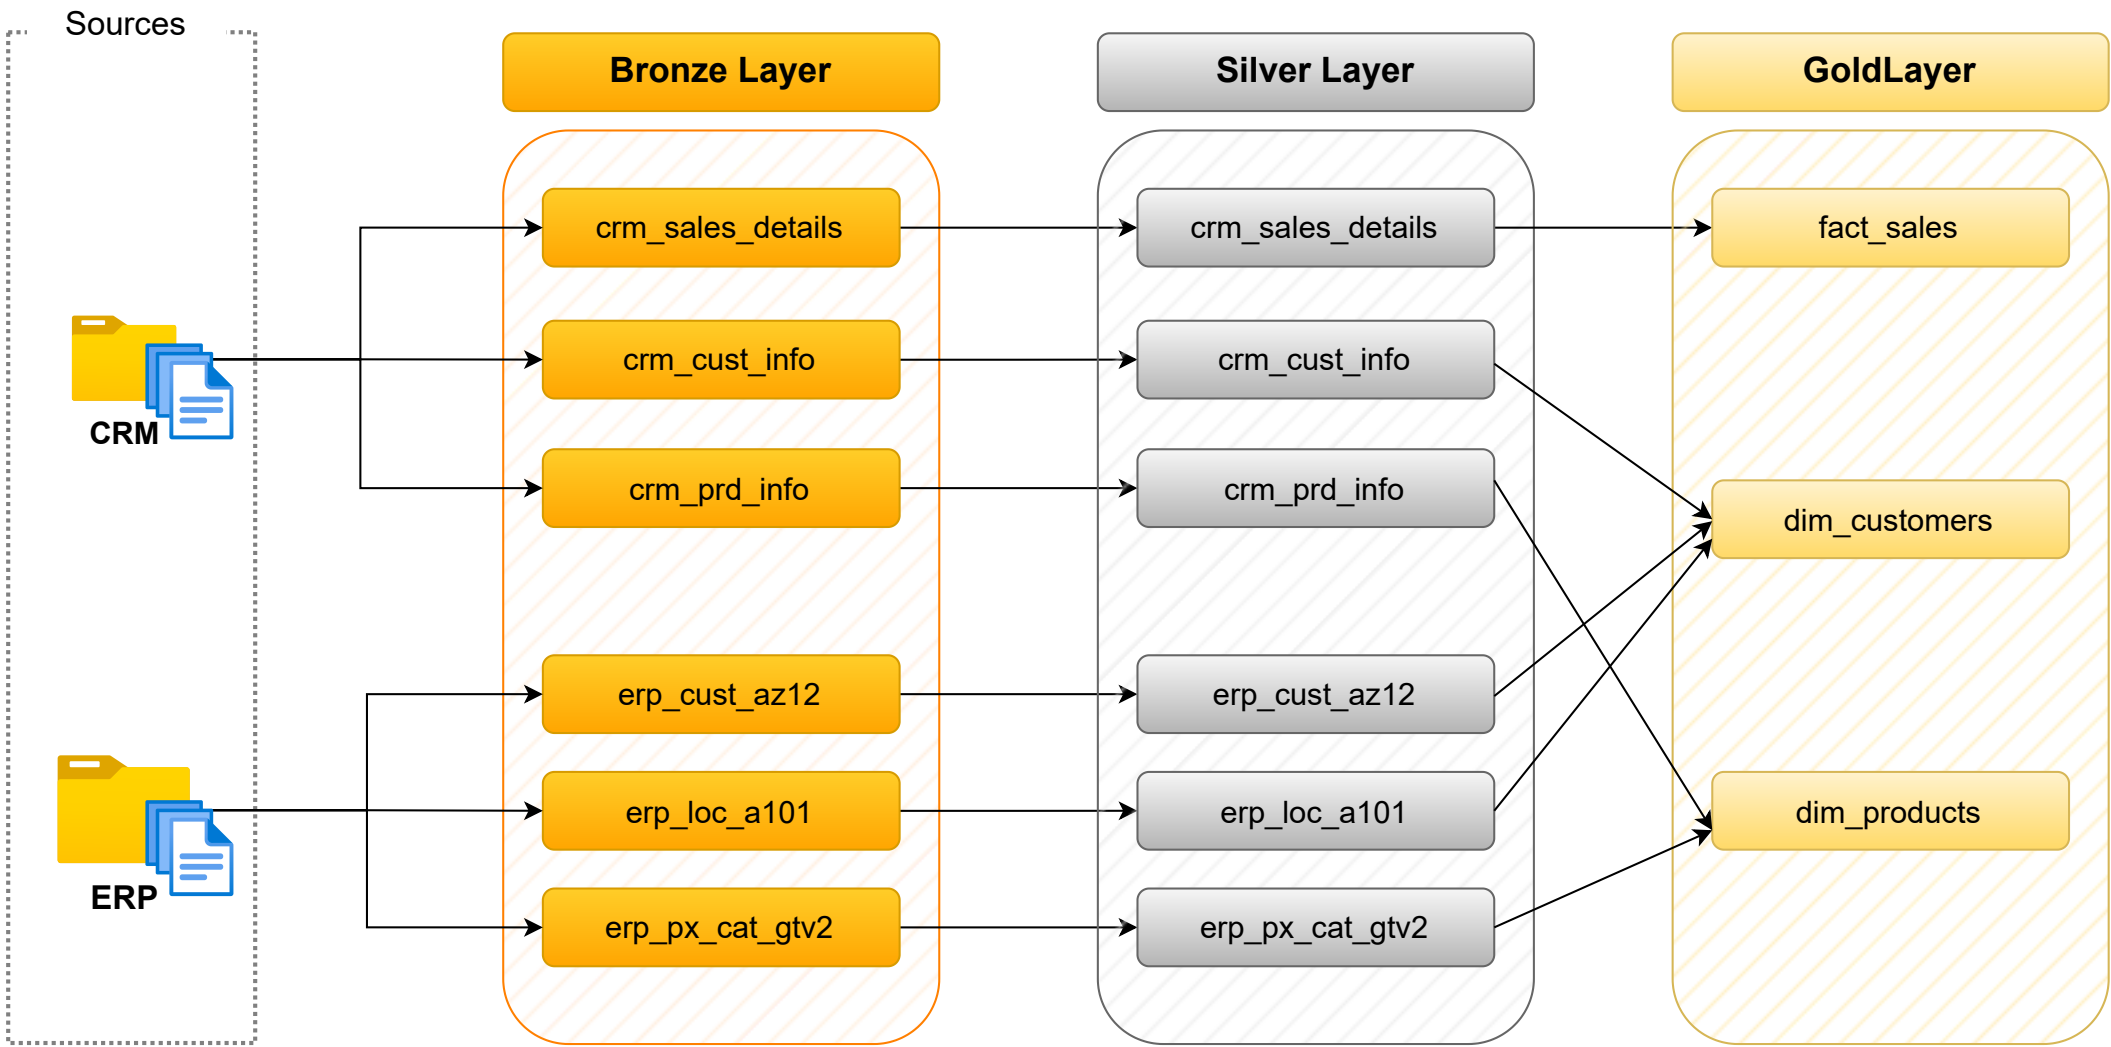 Sources
Bronze Layer
Silver Layer
GoldLayer
crm_sales_details
crm_sales_details
fact_sales
crm_cust_info
crm_cust_info
CRM
crm_prd_info
crm_prd_info
dim_customers
erp_cust_az12
erp_cust_az12
erp_loc_a101
erp_loc_a101
dim_products
ERP
erp_px_cat_gtv2
erp_px_cat_gtv2